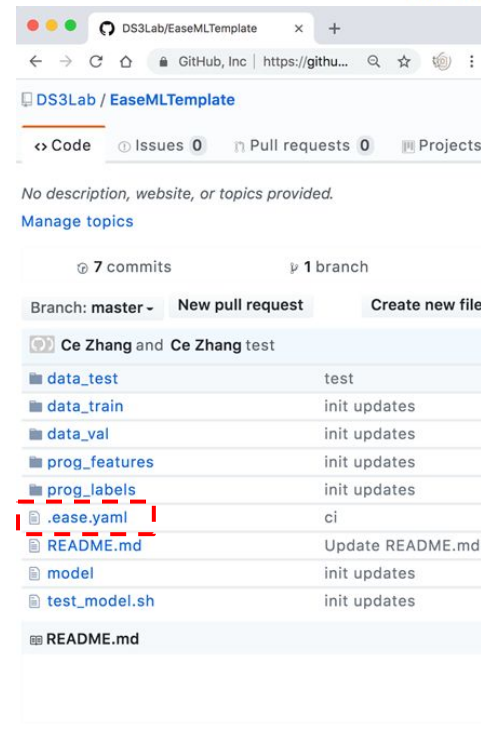 DS3Lab/EaseMLTemplate × +
GitHub, Inc | https://githu...
DS3Lab / EaseMLTemplate
<> Code Issues 0 Pull requests 0 Projects
No description, website, or topics provided.
Manage topics
7 commits 1 branch
Branch: master New pull request Create new file
Ce Zhang and Ce Zhang test
data_test test
data_train init updates
data_val init updates
prog_features init updates
prog_labels init updates
.ease.yaml ci
README.md Update README.md
model init updates
test_model.sh init updates
README.md